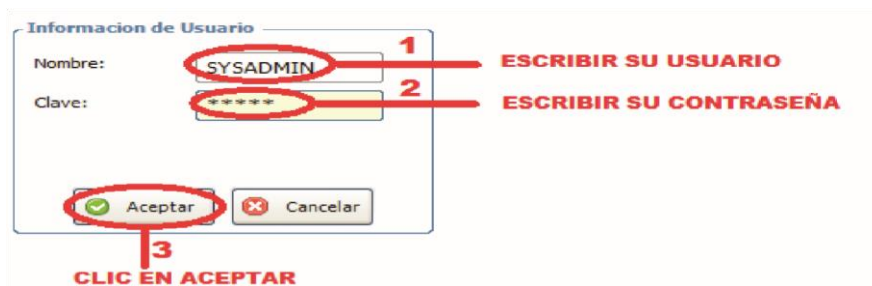 Informacion de Usuario
1
Nombre: SYSADMIN ESCRIBIR SU USUARIO
2
Clave: ***** ESCRIBIR SU CONTRASEÑA
Aceptar Cancelar
3
CLIC EN ACEPTAR